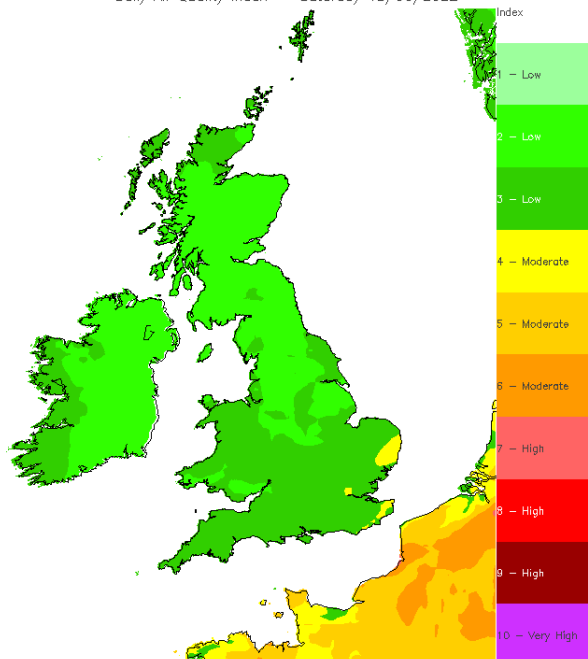 Index
1 - Low
2 - Low
3 - Low
4 - Moderate
5 - Moderate
6 - Moderate
7 - High
8 - High
9 - High
10 - Very High